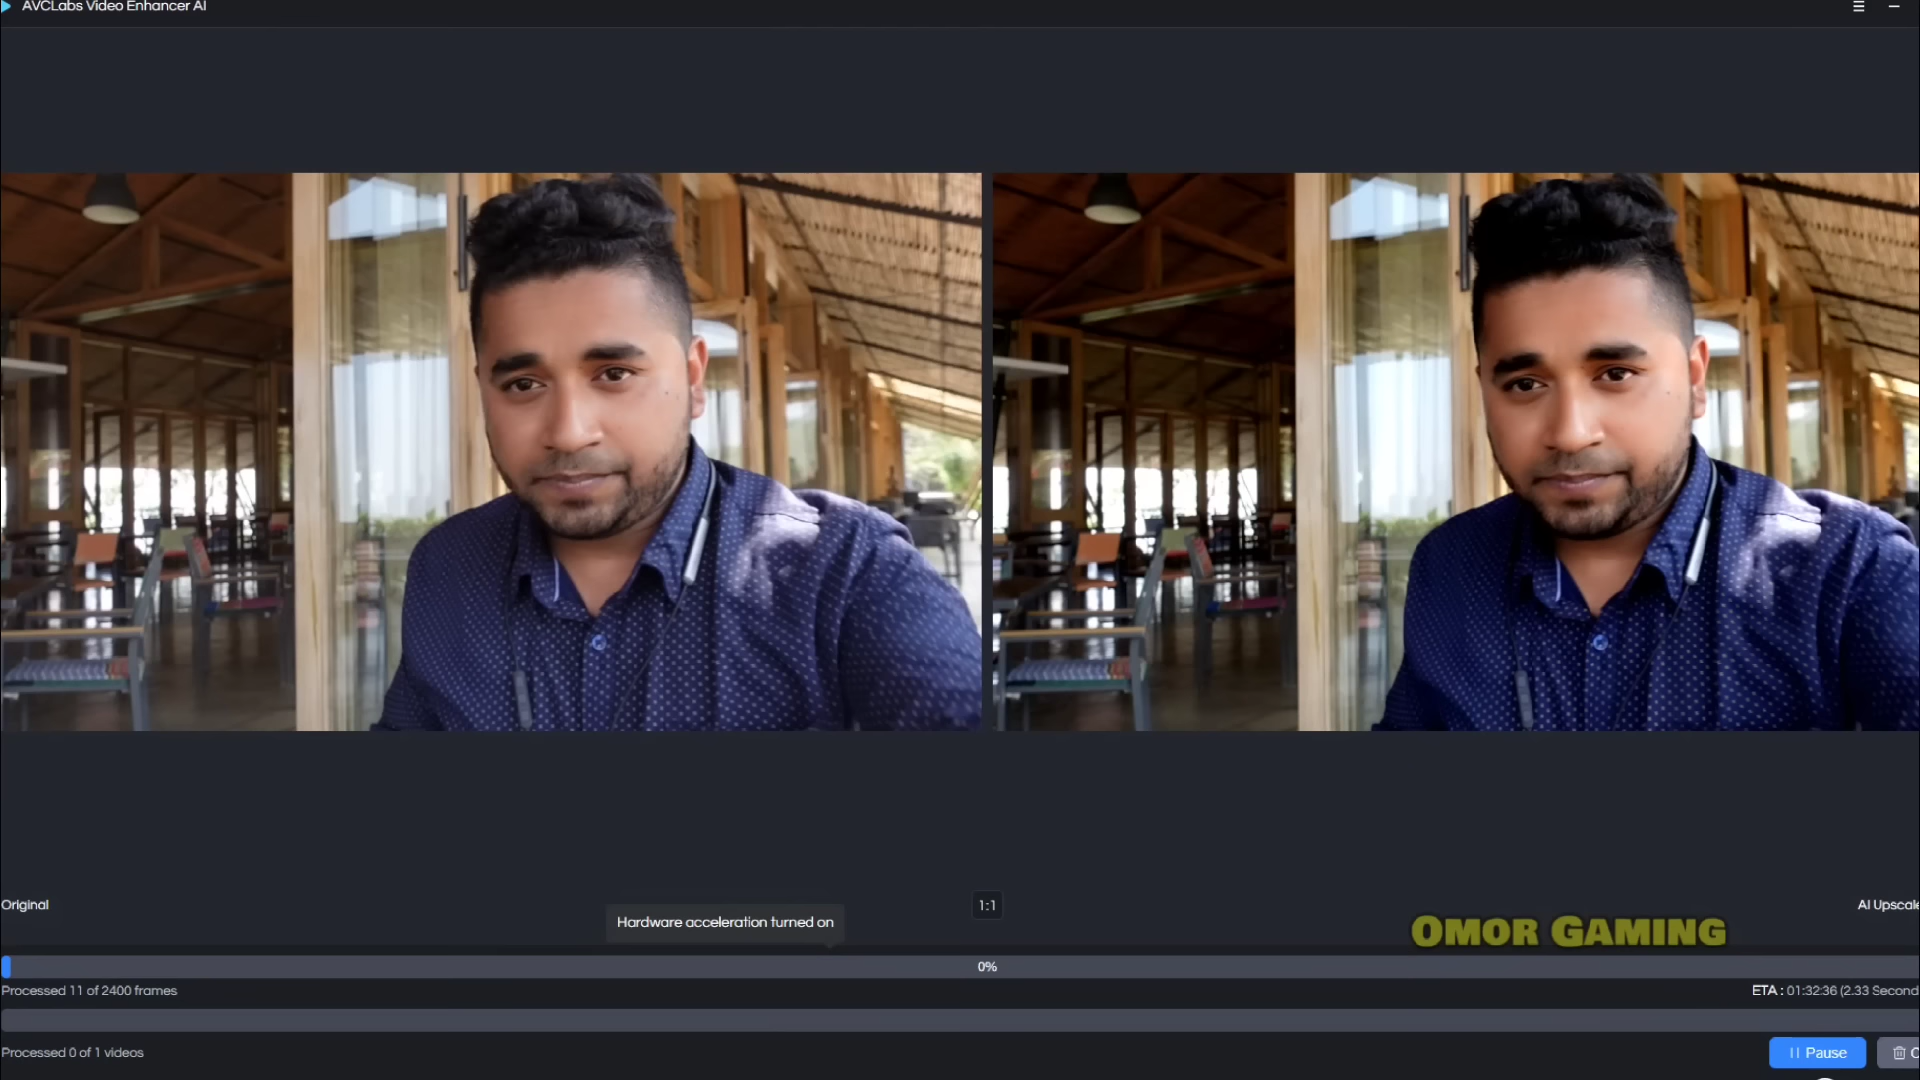 AVCLabs Video Enhancer AI
Original
1:1
AI Upscale
Hardware acceleration turned on
OMOR GAMING
0%
Processed 11 of 2400 frames
ETA : 01:32:36 (2.33 Second
Processed 0 of 1 videos
Pause